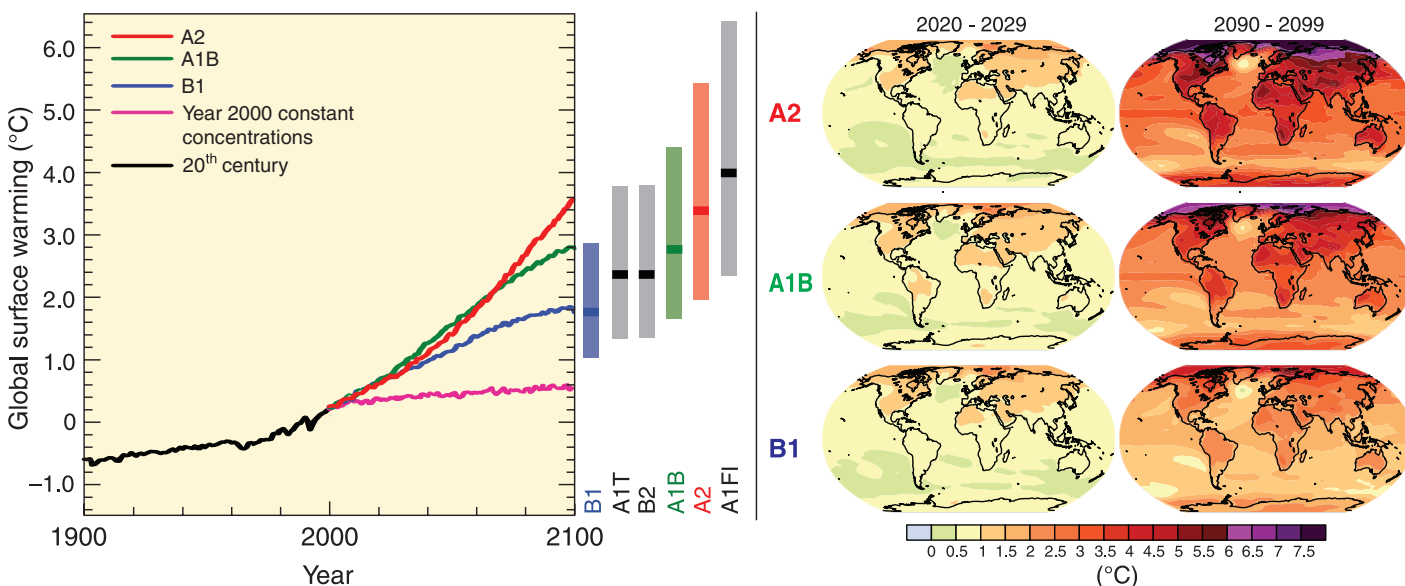 Global surface warming (°C)
6.0
5.0
4.0
3.0
2.0
1.0
0
–1.0
A2
A1B
B1
Year 2000 constant
concentrations
20th century
1900
2000
2100
Year
B1
A1T
B2
A1B
A2
A1FI
2020 - 2029
2090 - 2099
A2
A1B
B1
0 0.5 1 1.5 2 2.5 3 3.5 4 4.5 5 5.5 6 6.5 7 7.5
(°C)